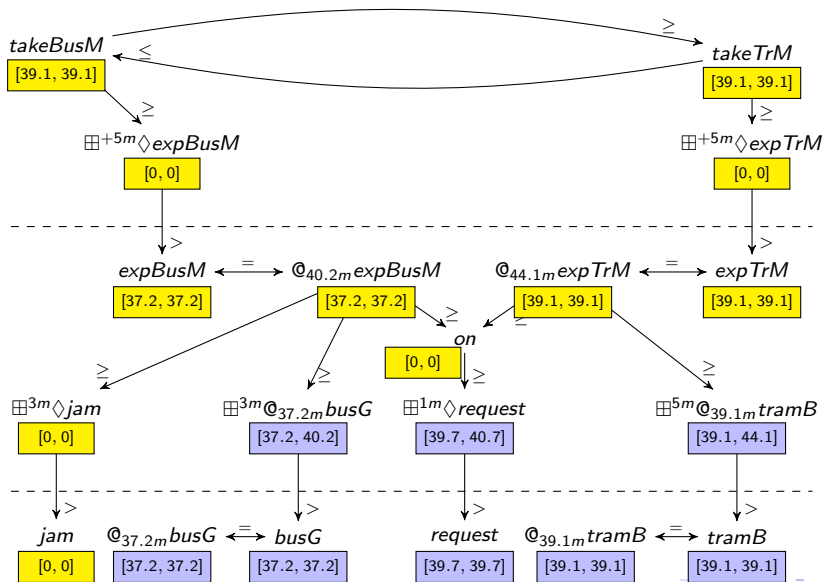 ≥
takeBusM ≤ takeTrM
[39.1, 39.1] [39.1, 39.1]
≥ ≥
⊞+5m◇expBusM ⊞+5m◇expTrM
[0, 0] [0, 0]
> >
expBusM = @40.2mexpBusM @44.1mexpTrM = expTrM
[37.2, 37.2] [37.2, 37.2] [39.1, 39.1] [39.1, 39.1]
≥ ≥
on
[0, 0]
≥ ≥ ≥ ≥
⊞3m◇jam ⊞3m@37.2mbusG ⊞1m◇request ⊞5m@39.1mtramB
[0, 0] [37.2, 40.2] [39.7, 40.7] [39.1, 44.1]
> > > >
jam @37.2mbusG = busG request @39.1mtramB = tramB
[0, 0] [37.2, 37.2] [37.2, 37.2] [39.7, 39.7] [39.1, 39.1] [39.1, 39.1]